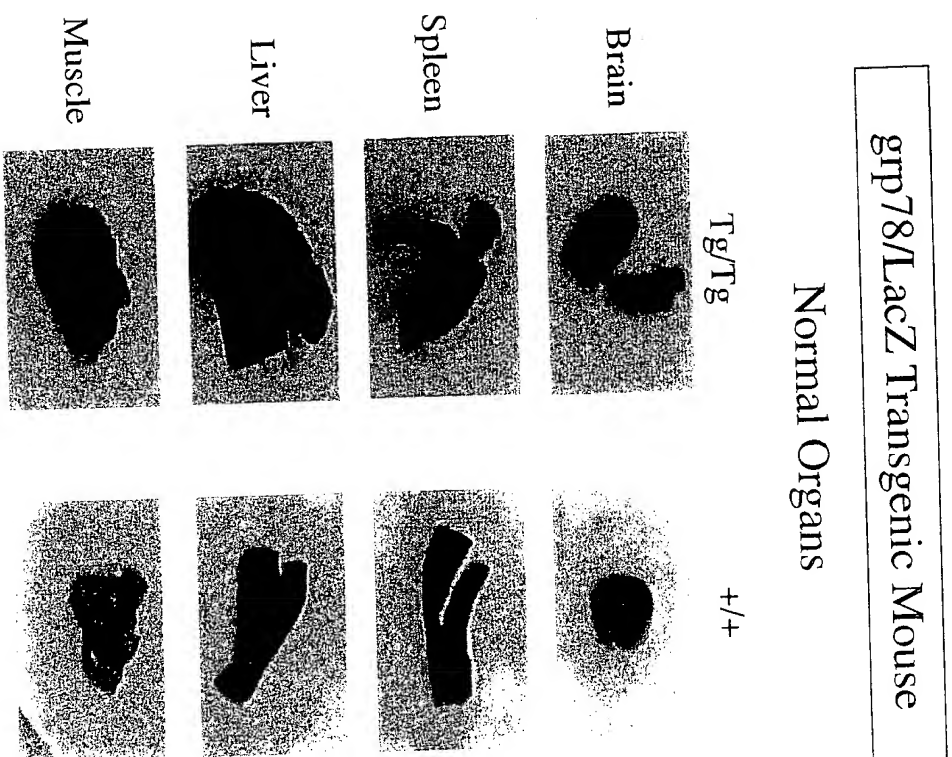 grp78/LacZ Transgenic Mouse
Normal Organs
Tg/Tg
+/+
Brain
Spleen
Liver
Muscle